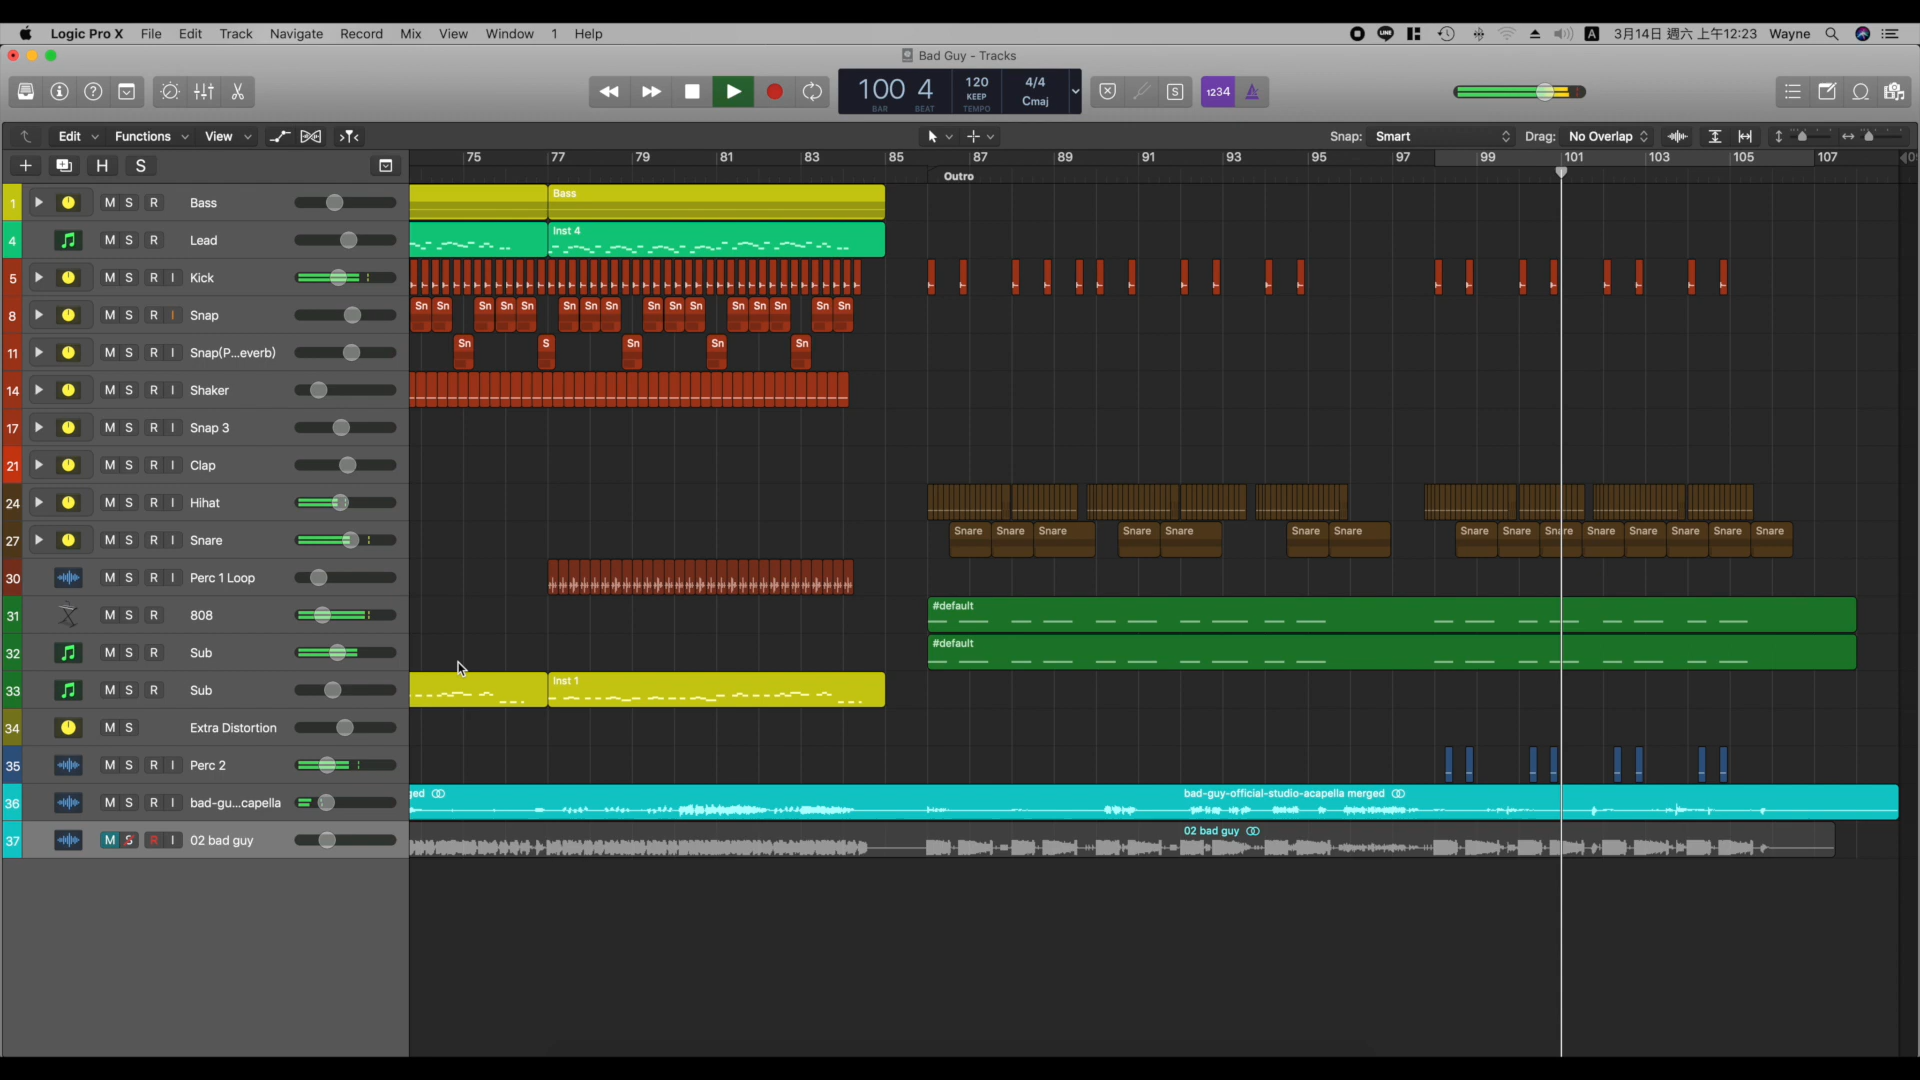 Logic Pro X File Edit Track Navigate Record Mix View Window 1 Help A 3月14日 週六 上午12:23 Wayne
Bad Guy - Tracks
100 4 120 KEEP 4/4 Cmaj S 1234
BAR BEAT TEMPO
Edit Functions View Snap: Smart Drag: No Overlap
H S 75 77 79 81 83 85 87 89 91 93 95 97 99 101 103 105 107
Outro
1 M S R Bass Bass
4 M S R Lead Inst 4
5 M S R I Kick
8 M S R I Snap Sn Sn Sn Sn Sn Sn Sn Sn Sn Sn Sn Sn Sn Sn Sn Sn
11 M S R I Snap(P...everb) Sn S Sn Sn Sn
14 M S R I Shaker
17 M S R I Snap 3
21 M S R I Clap
24 M S R I Hihat
27 M S R I Snare Snare Snare Snare Snare Snare Snare Snare Snare Snare Snare Snare Snare Snare Snare Snare
30 M S R I Perc 1 Loop
31 M S R 808 #default
32 M S R Sub #default
33 M S R Sub Inst 1
34 M S Extra Distortion
35 M S R I Perc 2
36 M S R I bad-gu...capella ged bad-guy-official-studio-acapella merged
37 M S R I 02 bad guy 02 bad guy